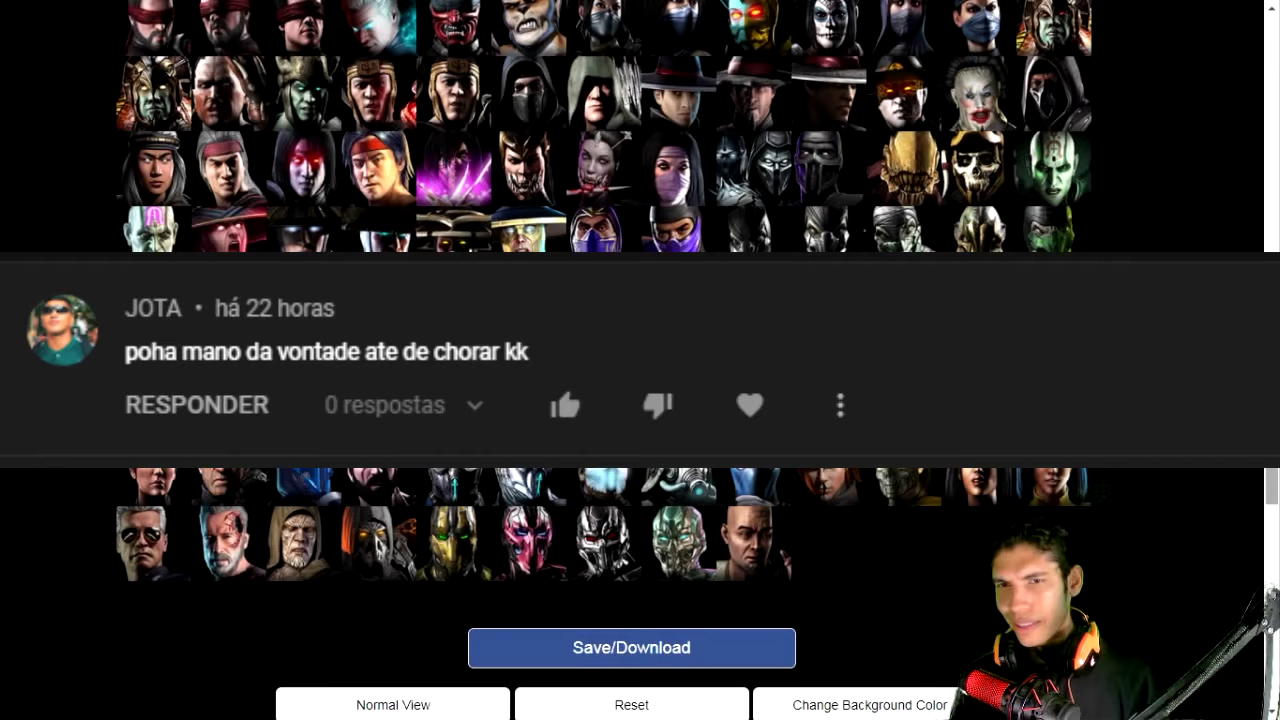 JOTA • há 22 horas
poha mano da vontade ate de chorar kk
RESPONDER 0 respostas
Save/Download
Normal View Reset Change Background Color